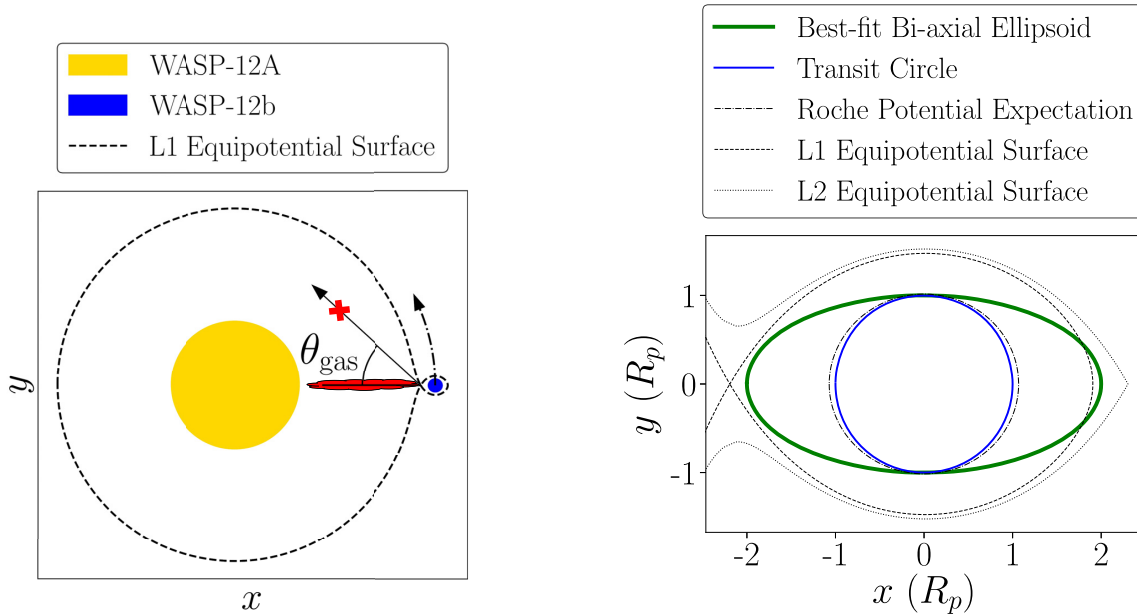 WASP-12A
WASP-12b
L1 Equipotential Surface
θgas
y
x
Best-fit Bi-axial Ellipsoid
Transit Circle
Roche Potential Expectation
L1 Equipotential Surface
L2 Equipotential Surface
y (Rp)
1
0
-1
-2 -1 0 1 2
x (Rp)